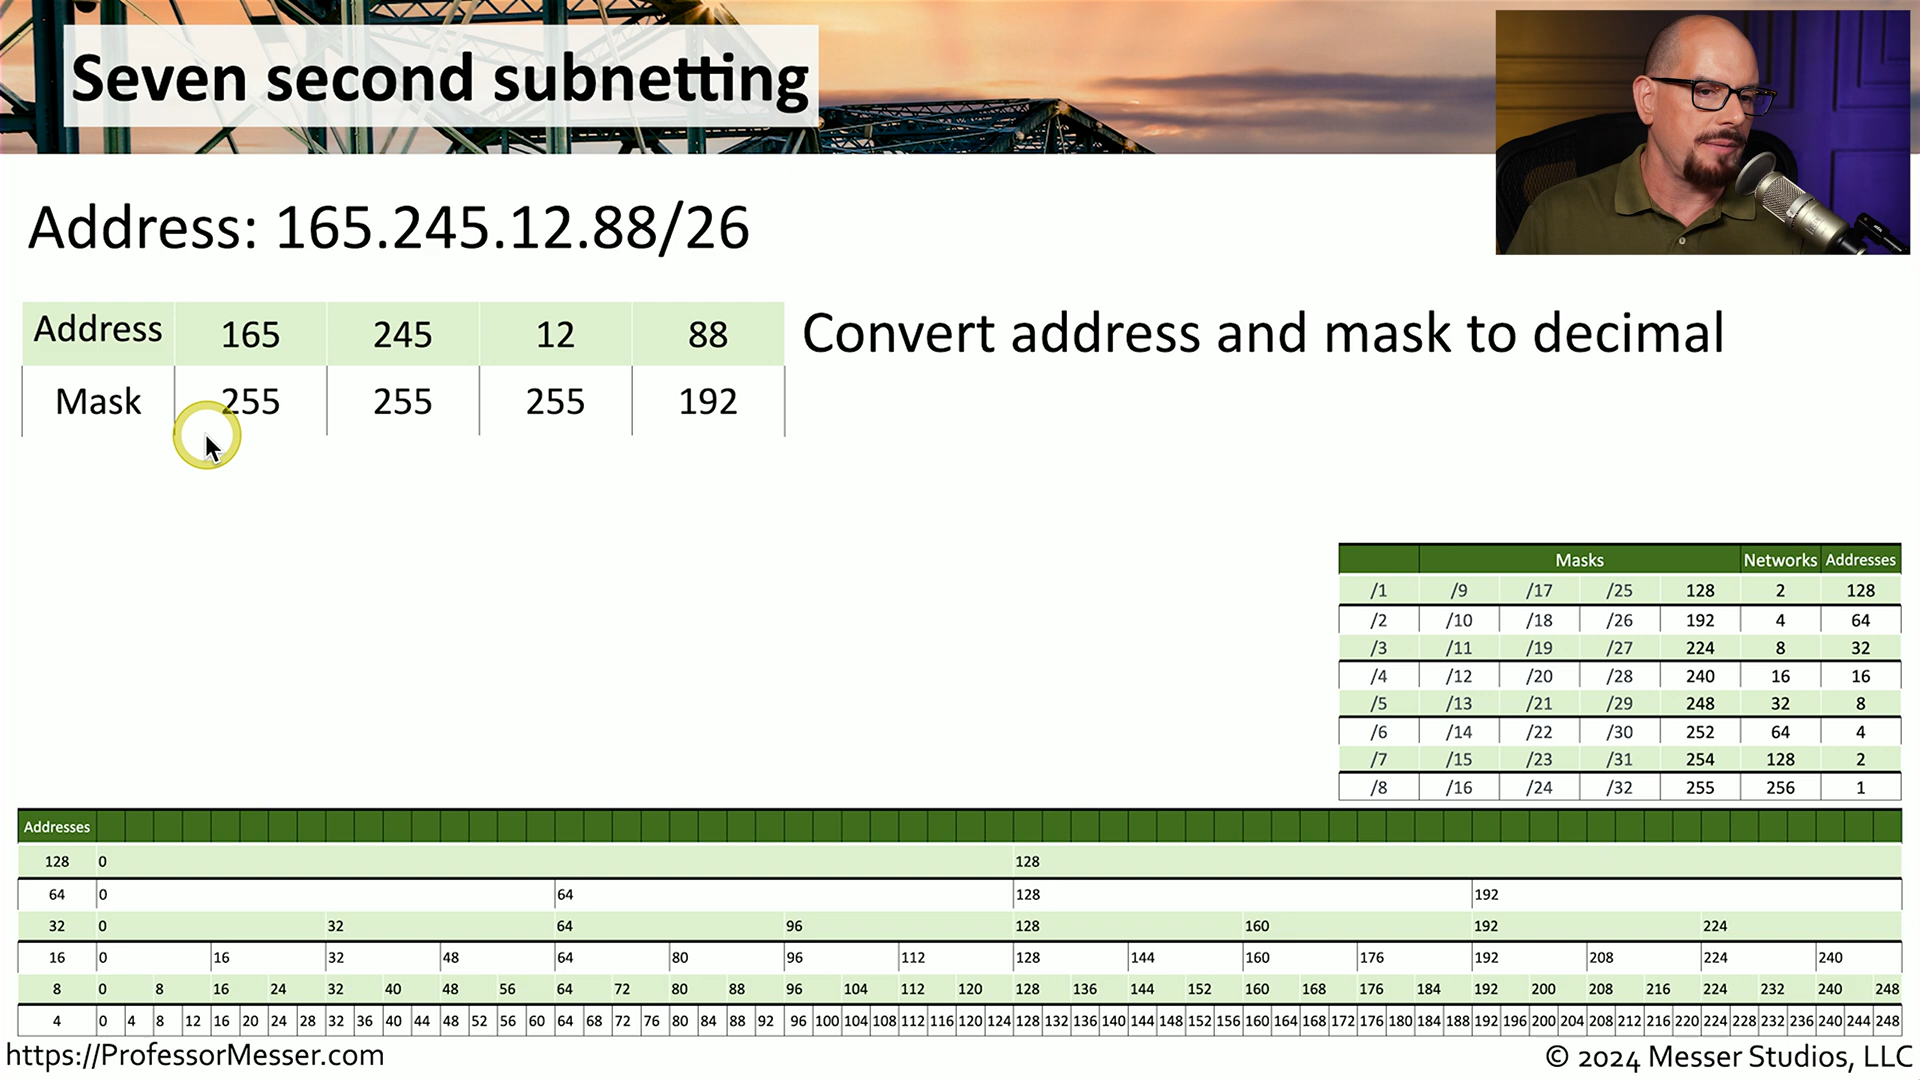 Seven second subnetting
Address: 165.245.12.88/26
Address 165 245 12 88
Convert address and mask to decimal
Mask 255 255 255 192
Masks Networks Addresses
/1 /9 /17 /25 128 2 128
/2 /10 /18 /26 192 4 64
/3 /11 /19 /27 224 8 32
/4 /12 /20 /28 240 16 16
/5 /13 /21 /29 248 32 8
/6 /14 /22 /30 252 64 4
/7 /15 /23 /31 254 128 2
/8 /16 /24 /32 255 256 1
Addresses
128 0 128
64 0 64 128 192
32 0 32 64 96 128 160 192 224
16 0 16 32 48 64 80 96 112 128 144 160 176 192 208 224 240
8 0 8 16 24 32 40 48 56 64 72 80 88 96 104 112 120 128 136 144 152 160 168 176 184 192 200 208 216 224 232 240 248
4 0 4 8 12 16 20 24 28 32 36 40 44 48 52 56 60 64 68 72 76 80 84 88 92 96 100 104 108 112 116 120 124 128 132 136 140 144 148 152 156 160 164 168 172 176 180 184 188 192 196 200 204 208 212 216 220 224 228 232 236 240 244 248
https://ProfessorMesser.com
© 2024 Messer Studios, LLC